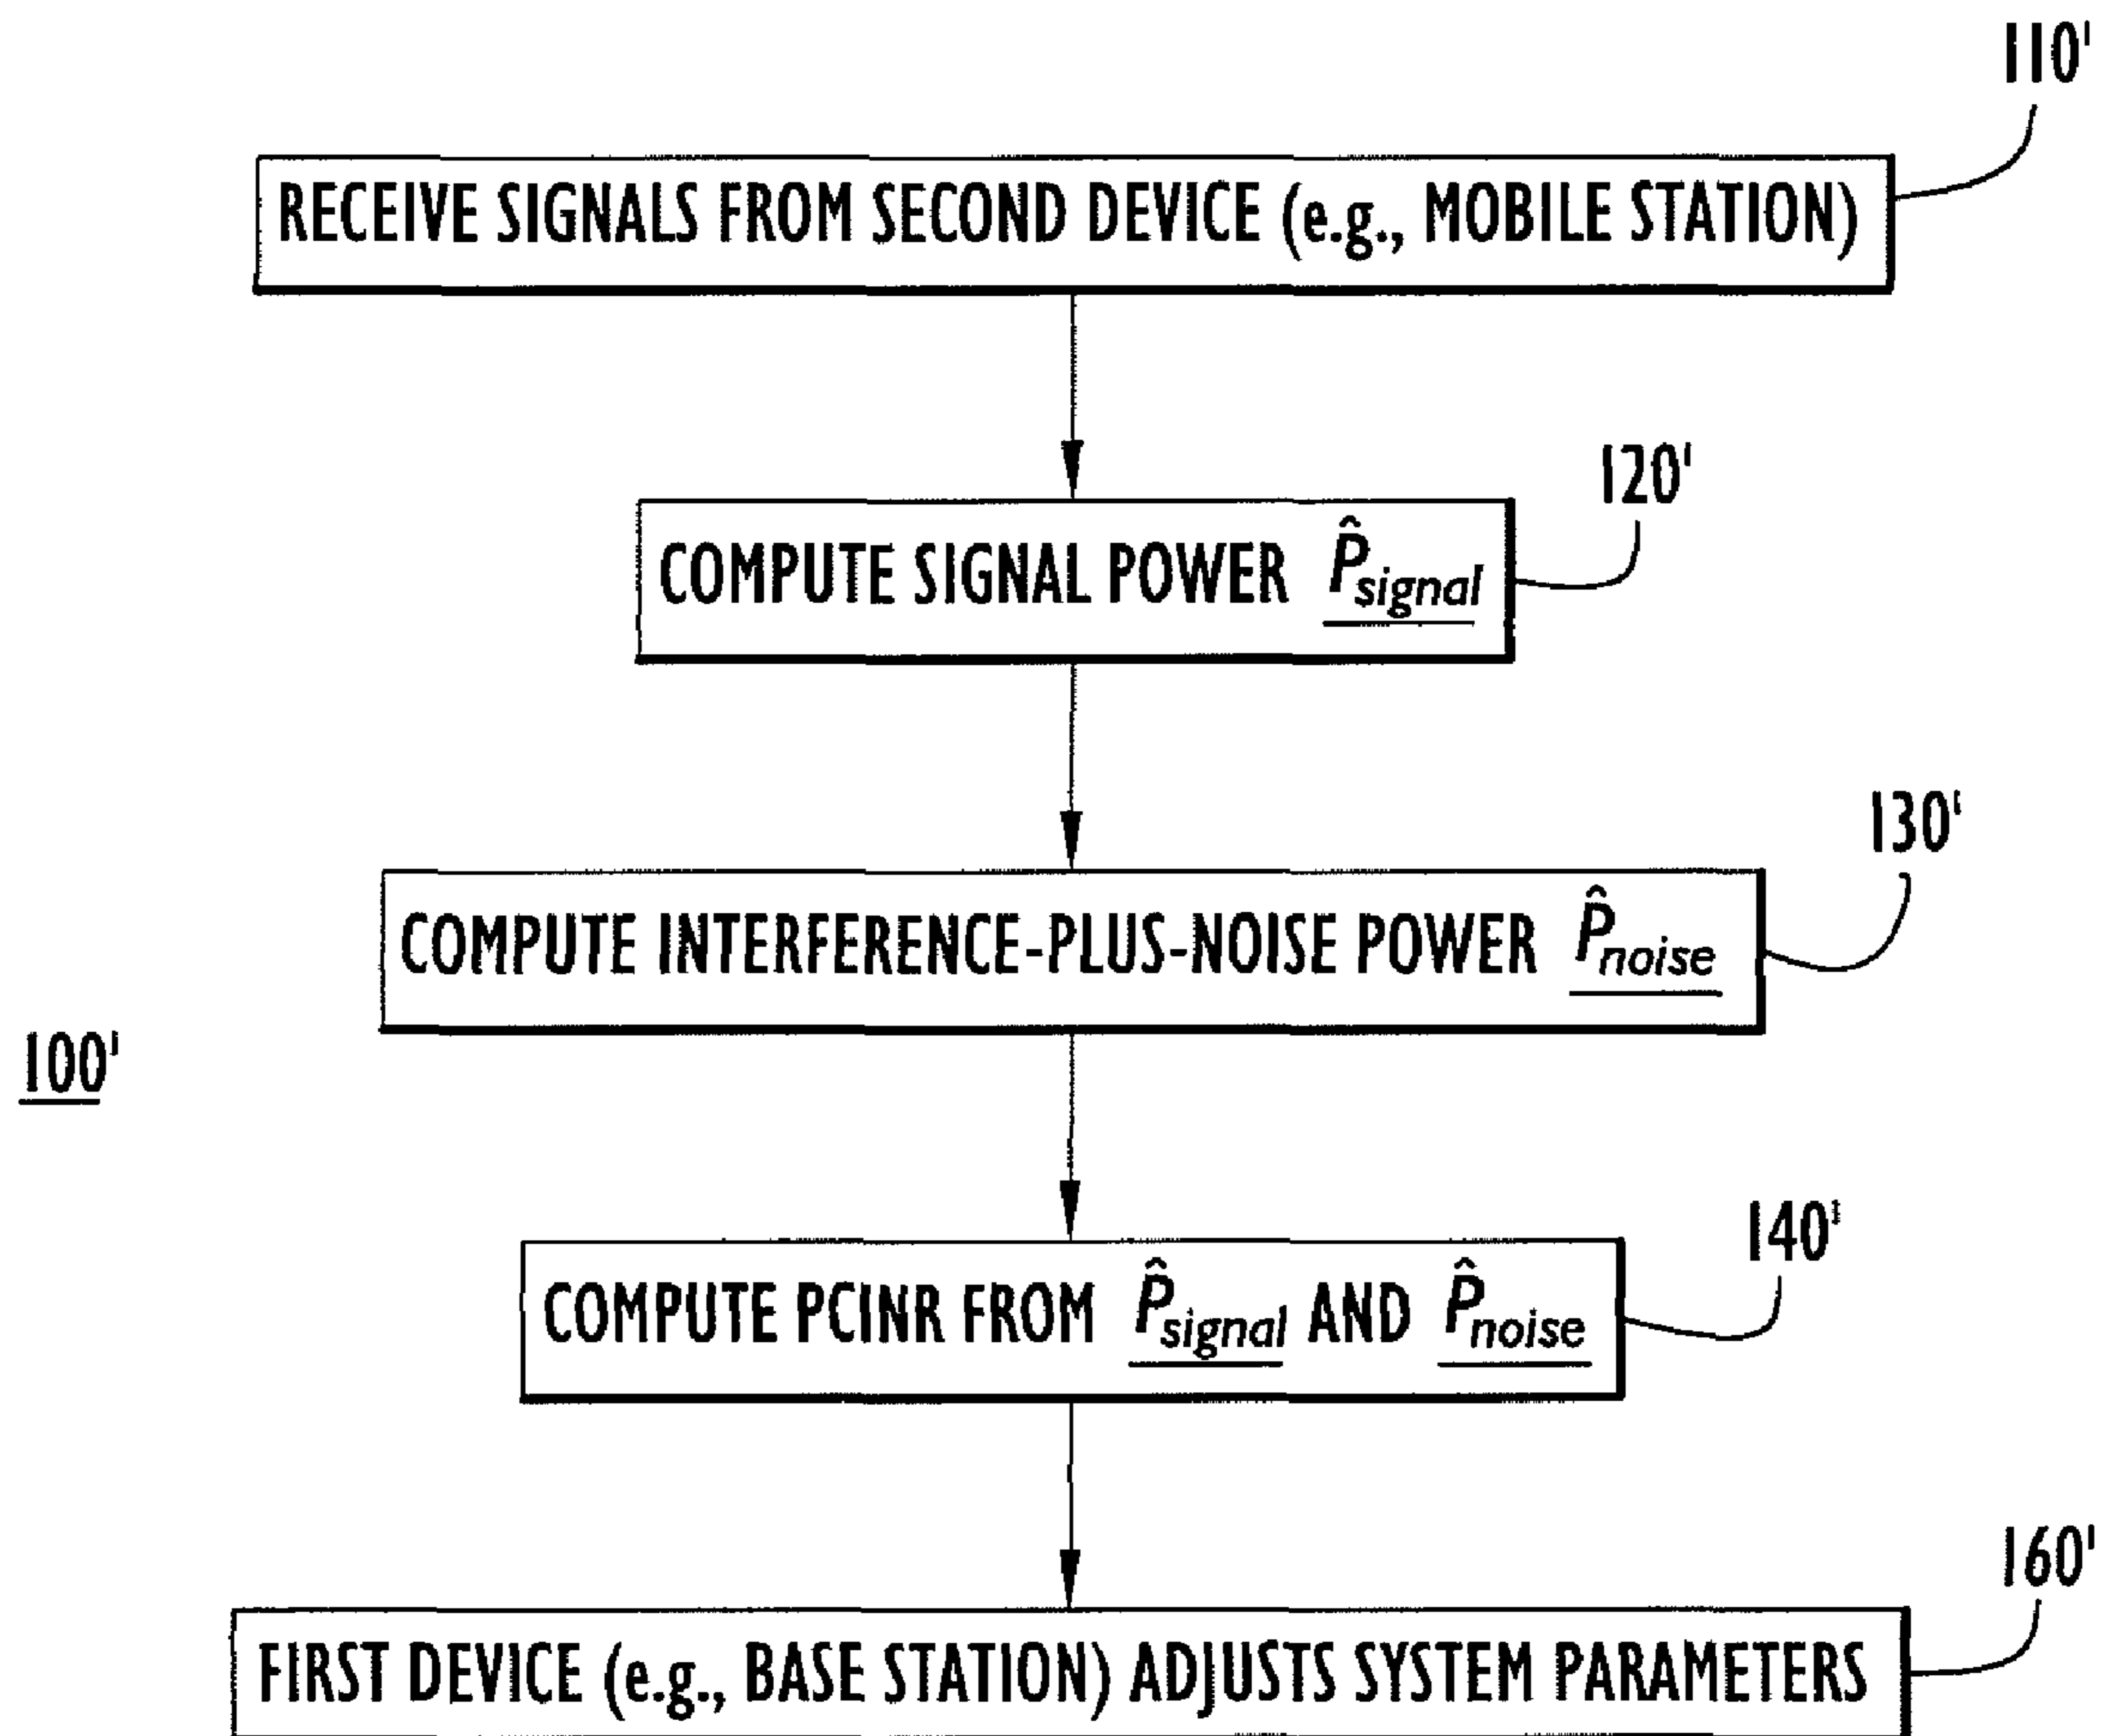 110'
RECEIVE SIGNALS FROM SECOND DEVICE (e.g., MOBILE STATION)
120'
COMPUTE SIGNAL POWER P̂signal
130'
COMPUTE INTERFERENCE-PLUS-NOISE POWER P̂noise
100'
140'
COMPUTE PCINR FROM P̂signal AND P̂noise
160'
FIRST DEVICE (e.g., BASE STATION) ADJUSTS SYSTEM PARAMETERS